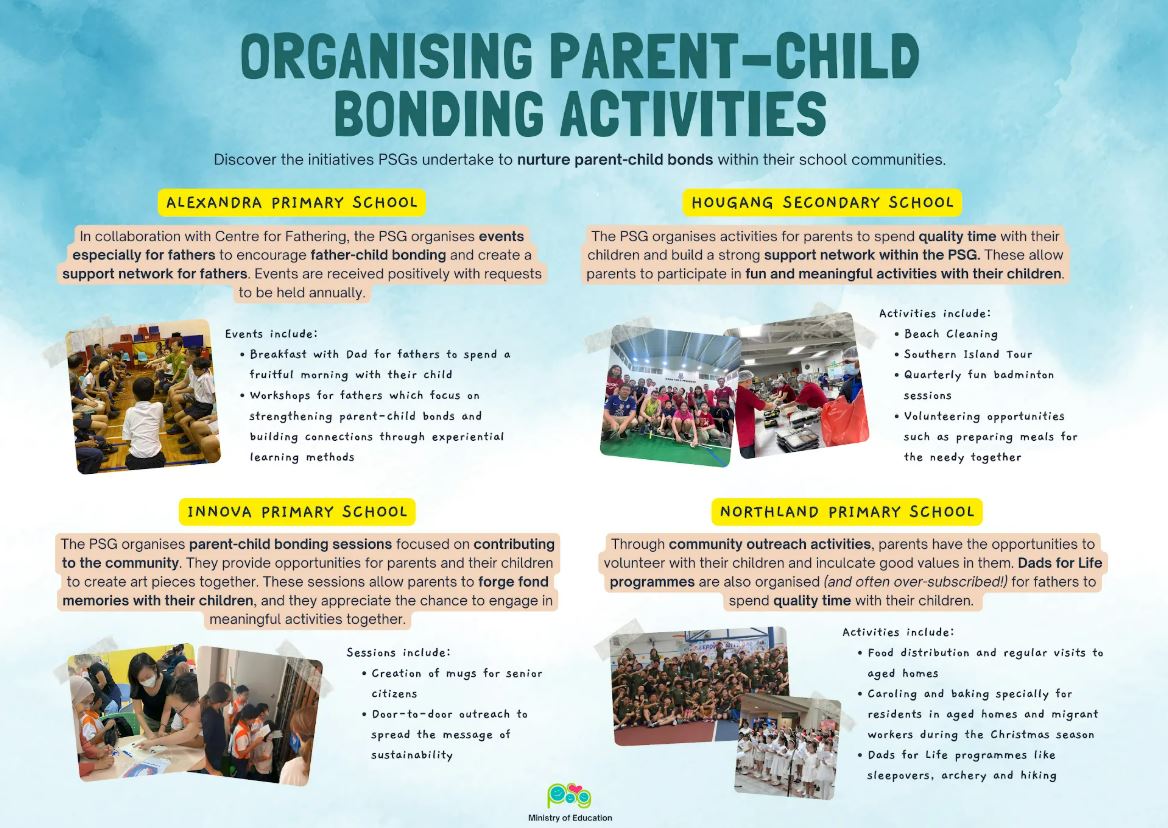 ORGANISING PARENT-CHILD
BONDING ACTIVITIES
Discover the initiatives PSGs undertake to nurture parent-child bonds within their school communities.
ALEXANDRA PRIMARY SCHOOL
In collaboration with Centre for Fathering, the PSG organises events
especially for fathers to encourage father-child bonding and create a
support network for fathers. Events are received positively with requests
to be held annually.
Events include:
• Breakfast with Dad for fathers to spend a
fruitful morning with their child
• Workshops for fathers which focus on
strengthening parent-child bonds and
building connections through experiential
learning methods
HOUGANG SECONDARY SCHOOL
The PSG organises activities for parents to spend quality time with their
children and build a strong support network within the PSG. These allow
parents to participate in fun and meaningful activities with their children.
Activities include:
• Beach Cleaning
• Southern Island Tour
• Quarterly fun badminton
sessions
• Volunteering opportunities
such as preparing meals for
the needy together
INNOVA PRIMARY SCHOOL
The PSG organises parent-child bonding sessions focused on contributing
to the community. They provide opportunities for parents and their children
to create art pieces together. These sessions allow parents to forge fond
memories with their children, and they appreciate the chance to engage in
meaningful activities together.
Sessions include:
• Creation of mugs for senior
citizens
• Door-to-door outreach to
spread the message of
sustainability
NORTHLAND PRIMARY SCHOOL
Through community outreach activities, parents have the opportunities to
volunteer with their children and inculcate good values in them. Dads for Life
programmes are also organised (and often over-subscribed!) for fathers to
spend quality time with their children.
Activities include:
• Food distribution and regular visits to
aged homes
• Caroling and baking specially for
residents in aged homes and migrant
workers during the Christmas season
• Dads for Life programmes like
sleepovers, archery and hiking
psg
Ministry of Education